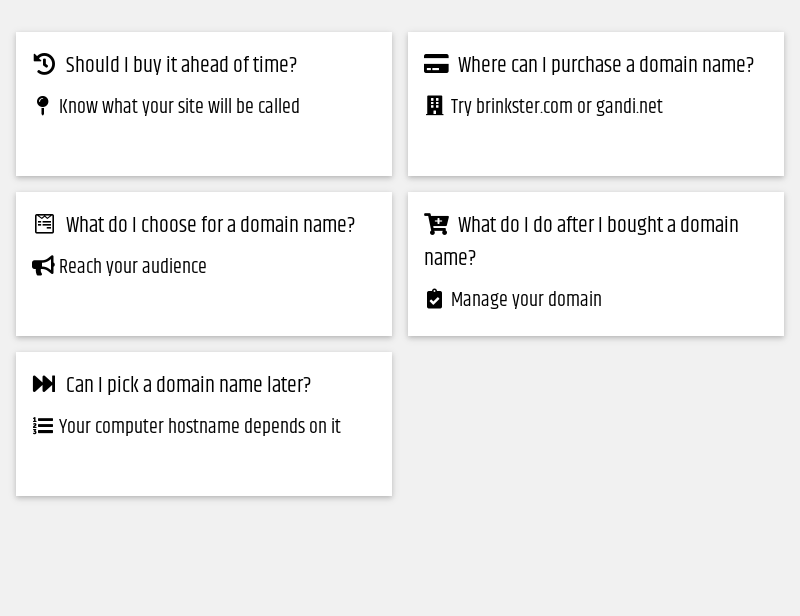 Should I buy it ahead of time?
Know what your site will be called
Where can I purchase a domain name?
Try brinkster.com or gandi.net
What do I choose for a domain name?
Reach your audience
What do I do after I bought a domain
name?
Manage your domain
Can I pick a domain name later?
Your computer hostname depends on it